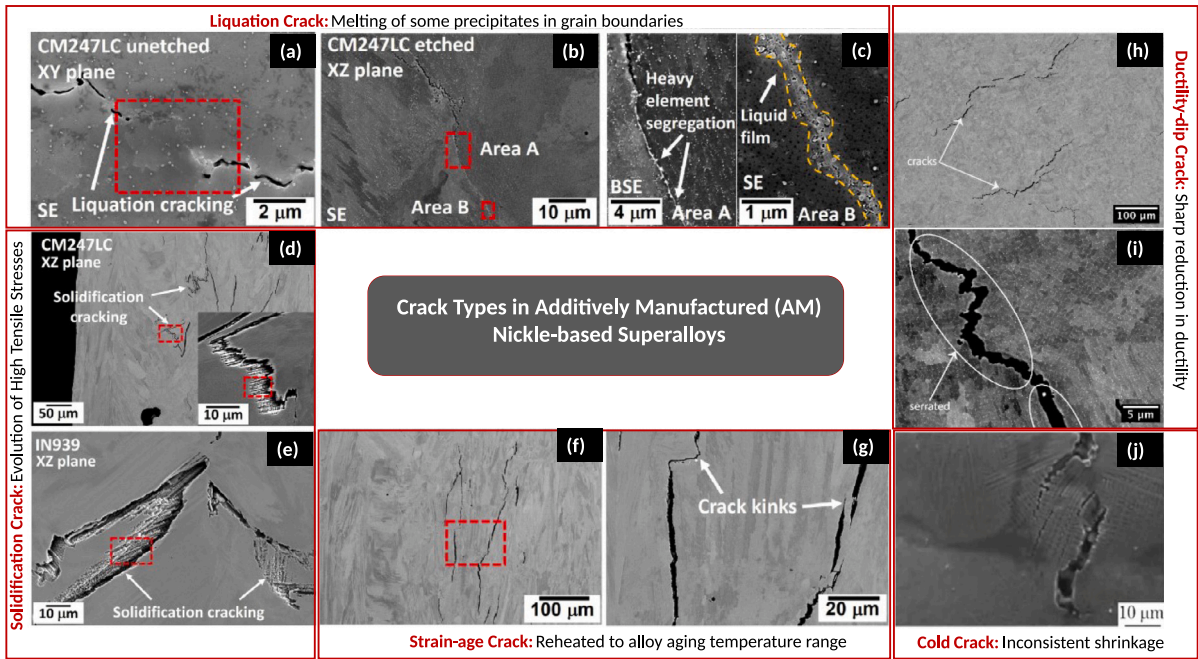 Liquation Crack: Melting of some precipitates in grain boundaries
CM247LC unetched
XY plane
(a)
Liquation cracking
SE
2 μm
CM247LC etched
XZ plane
(b)
Area A
Area B
SE
10 μm
(c)
Heavy
element
segregation
BSE
4 μm
Area A
Liquid
film
SE
1 μm
Area B
(h)
cracks
100 μm
(i)
serrated
5 μm
Ductility-dip Crack: Sharp reduction in ductility
Solidification Crack: Evolution of High Tensile Stresses
CM247LC
XZ plane
(d)
Solidification
cracking
50 μm
10 μm
IN939
XZ plane
(e)
10 μm
Solidification cracking
Crack Types in Additively Manufactured (AM)
Nickle-based Superalloys
(f)
100 μm
(g)
Crack kinks
20 μm
Strain-age Crack: Reheated to alloy aging temperature range
(j)
10 μm
Cold Crack: Inconsistent shrinkage